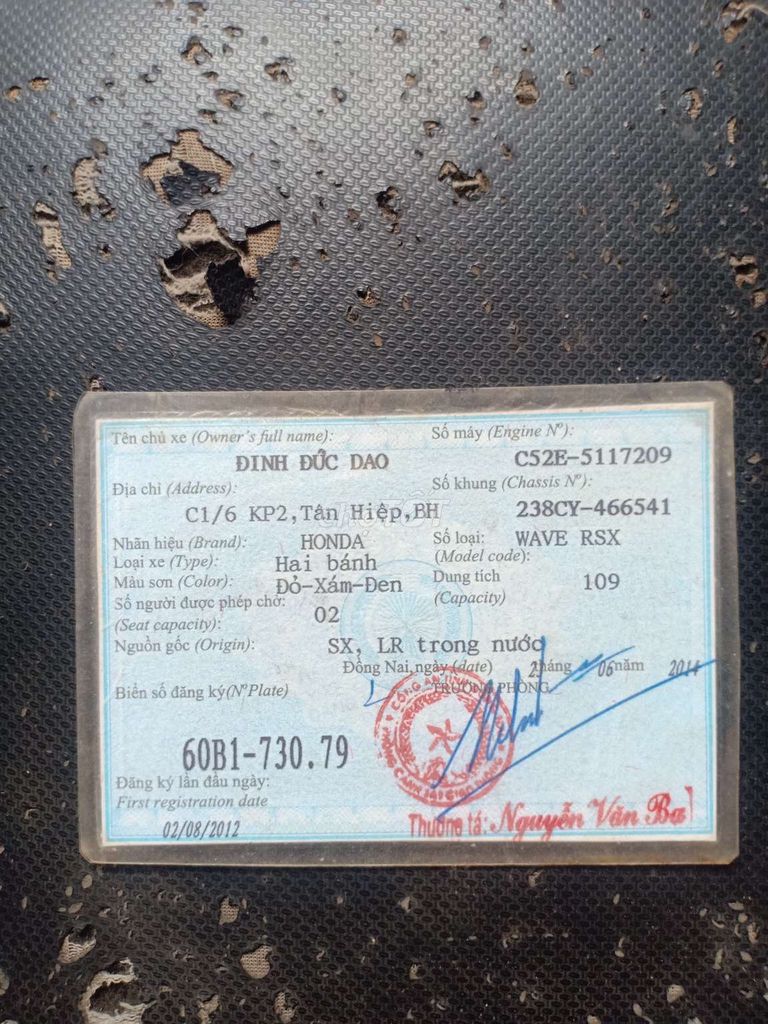 Tên chủ xe (Owner's full name):
ĐINH ĐỨC DAO
Số máy (Engine Nº):
C52E-5117209
Địa chỉ (Address):
C1/6 KP2,Tân Hiệp,BH
Số khung (Chassis Nº):
238CY-466541
Nhãn hiệu (Brand): HONDA
Số loại: WAVE RSX
(Model code):
Loại xe (Type): Hai bánh
Màu sơn (Color): Đỏ-Xám-Đen
Dung tích 109
(Capacity)
Số người được phép chở: 02
(Seat capacity):
Nguồn gốc (Origin): SX, LR trong nước
Đồng Nai,ngày (date) tháng 06 năm 2014
Biển số đăng ký(NºPlate)
TRƯỞNG PHÒNG
60B1-730.79
Đăng ký lần đầu ngày:
First registration date
02/08/2012
Thượng tá: Nguyễn Văn Ba